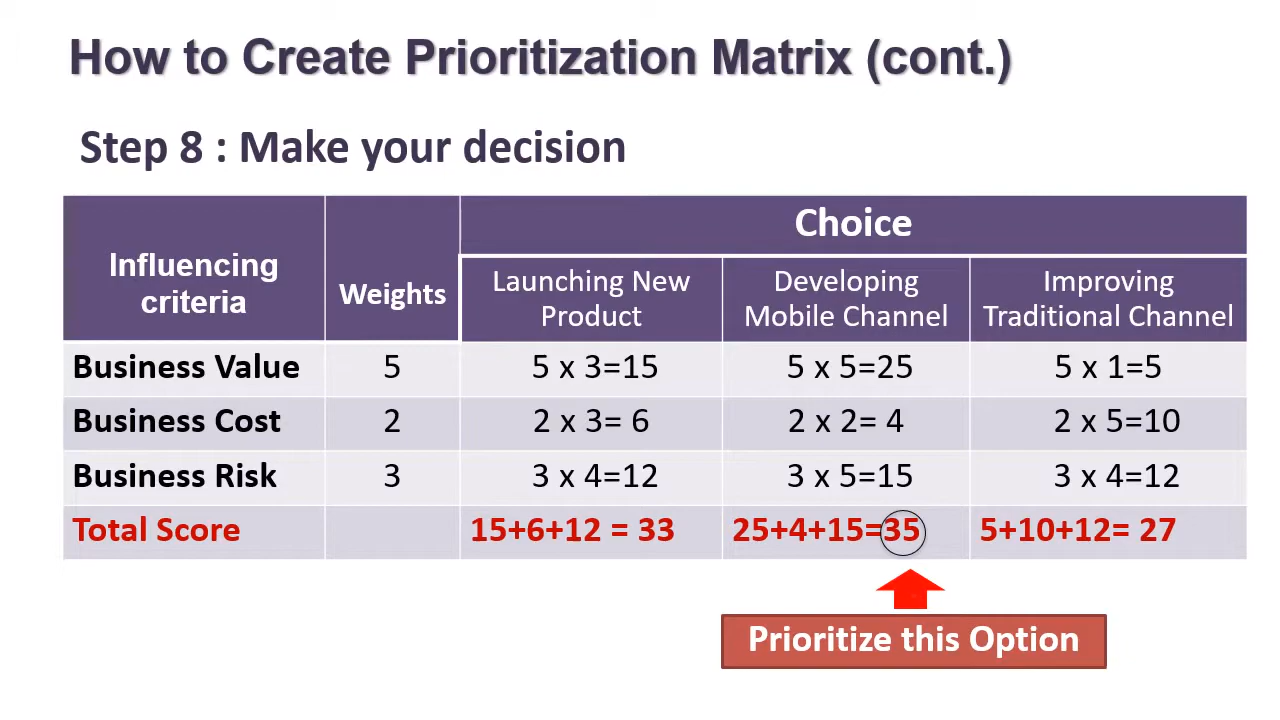 How to Create Prioritization Matrix (cont.)
Step 8 : Make your decision
Influencing
criteria
Weights
Choice
Launching New
Product
Developing
Mobile Channel
Improving
Traditional Channel
Business Value 5 5 x 3=15 5 x 5=25 5 x 1=5
Business Cost 2 2 x 3= 6 2 x 2= 4 2 x 5=10
Business Risk 3 3 x 4=12 3 x 5=15 3 x 4=12
Total Score 15+6+12 = 33 25+4+15=35 5+10+12= 27
Prioritize this Option